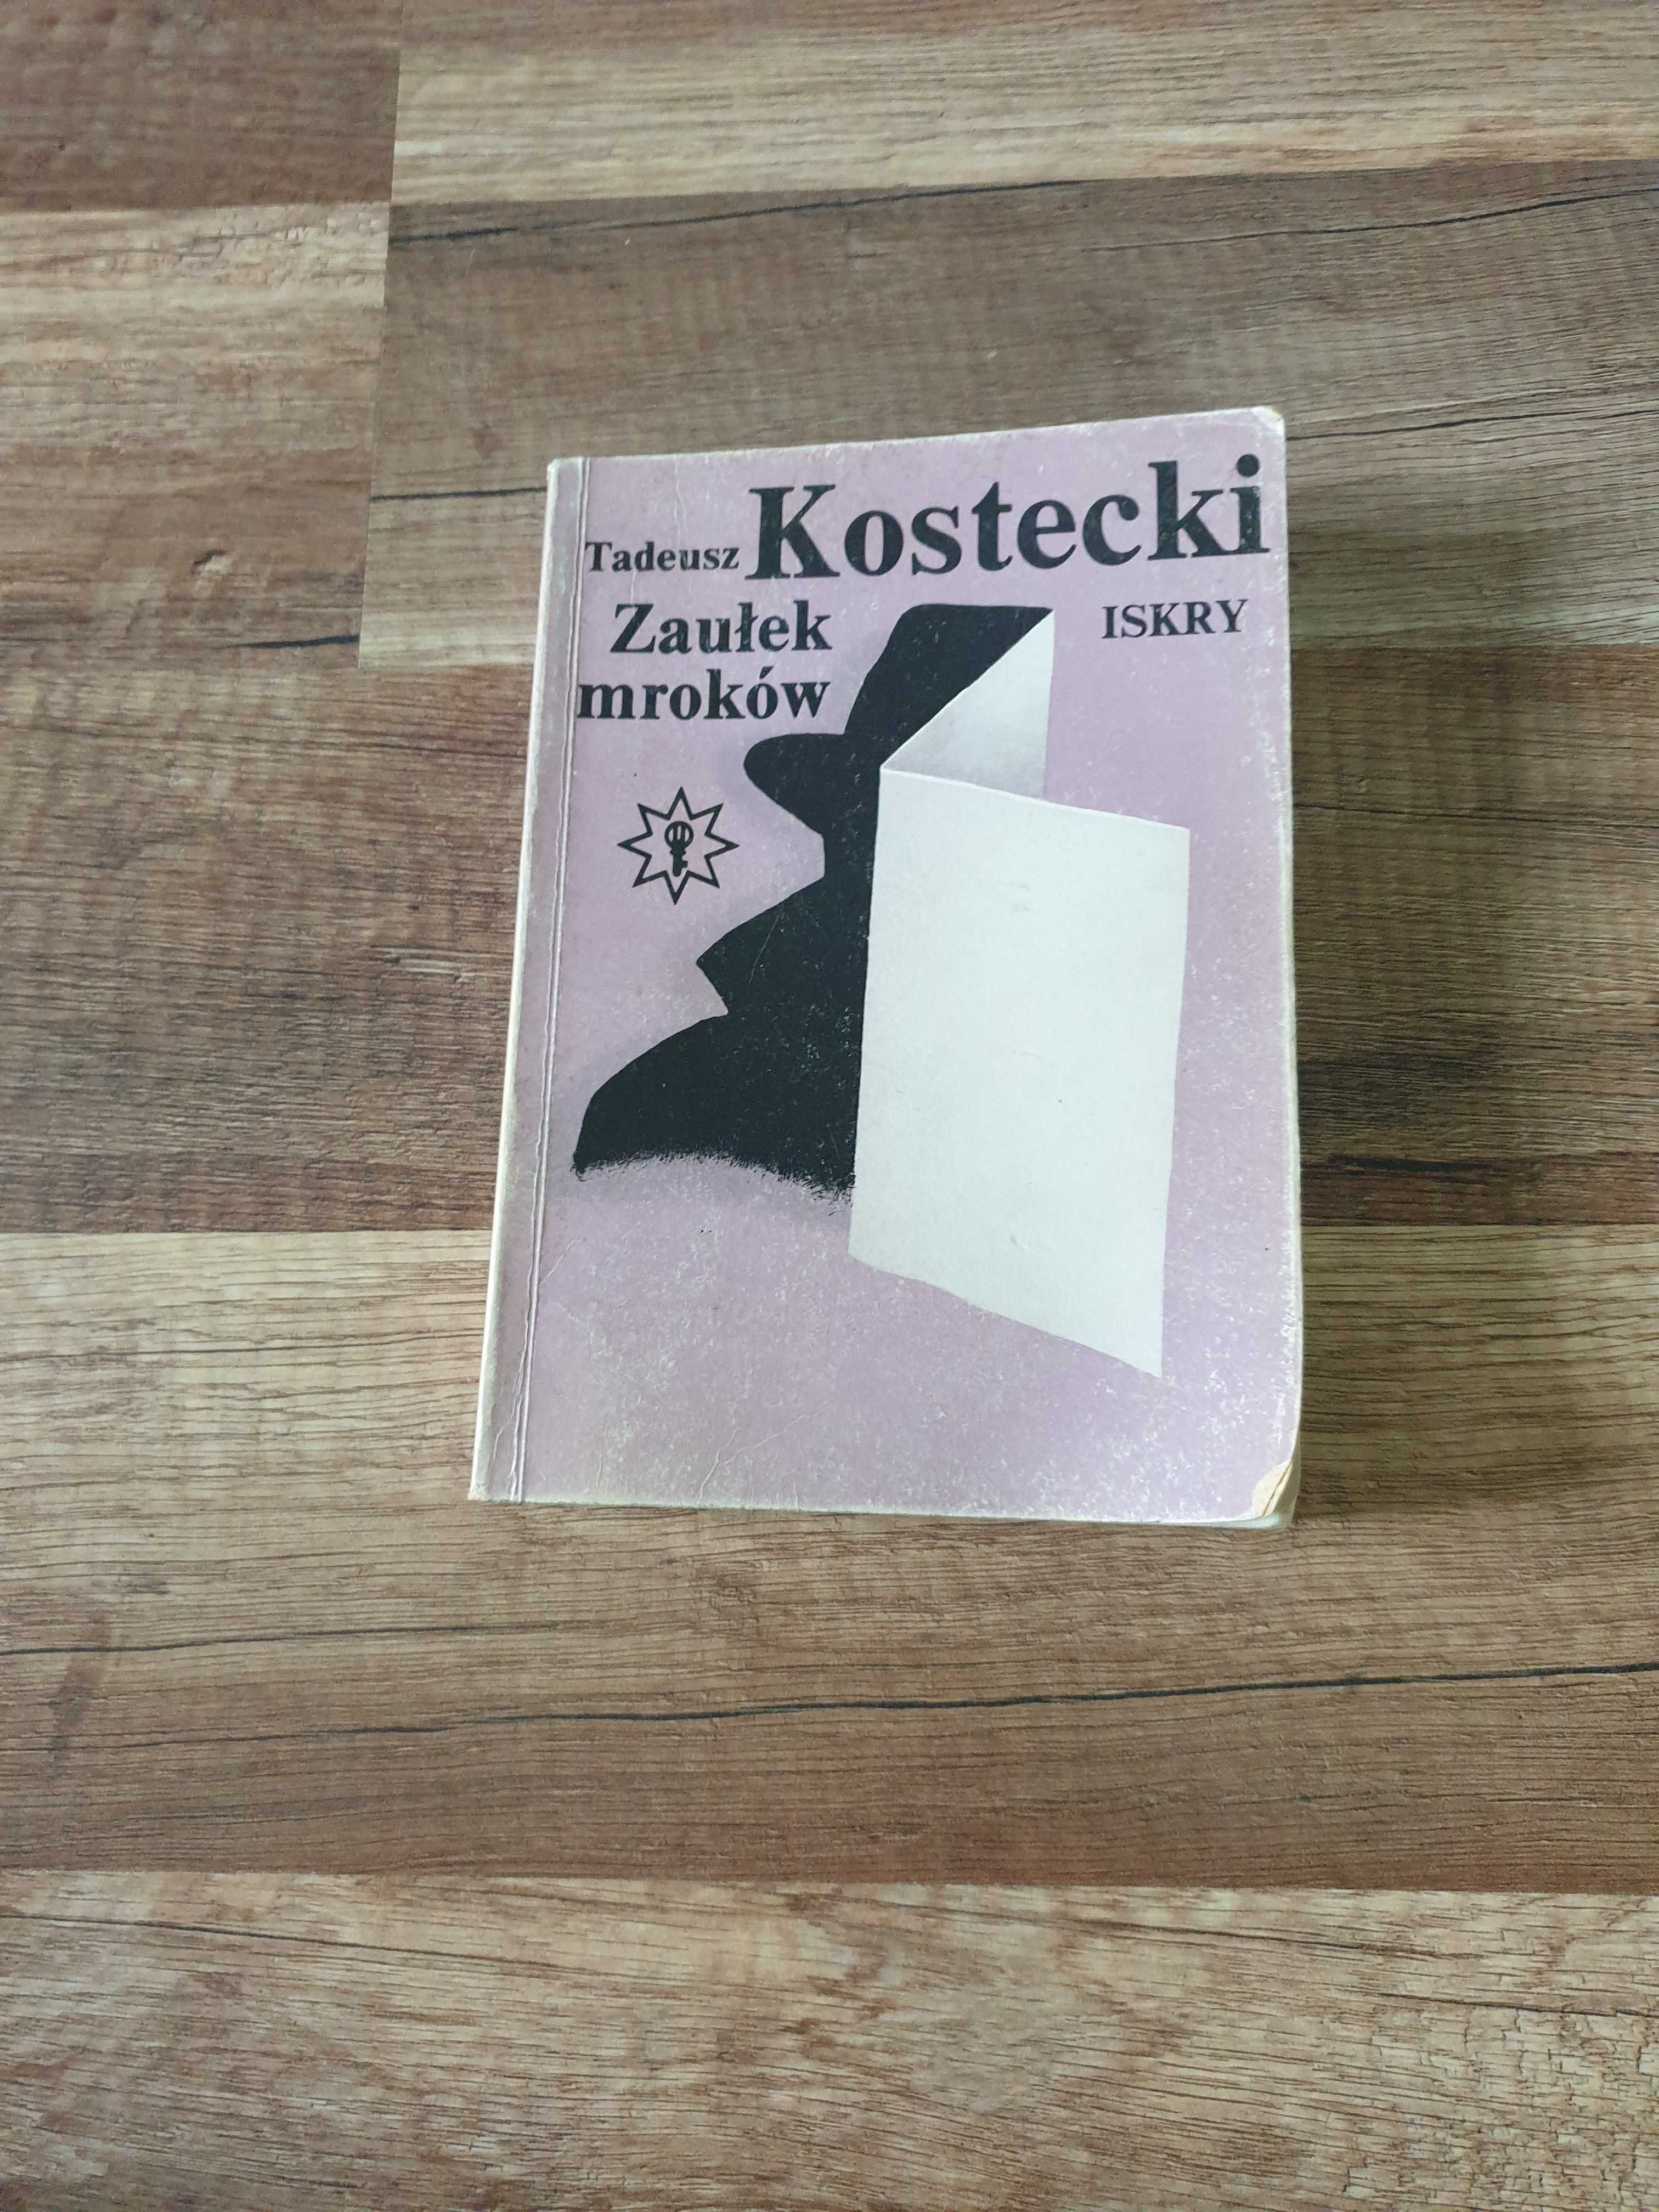 Tadeusz Kostecki
Zaułek
mroków
ISKRY